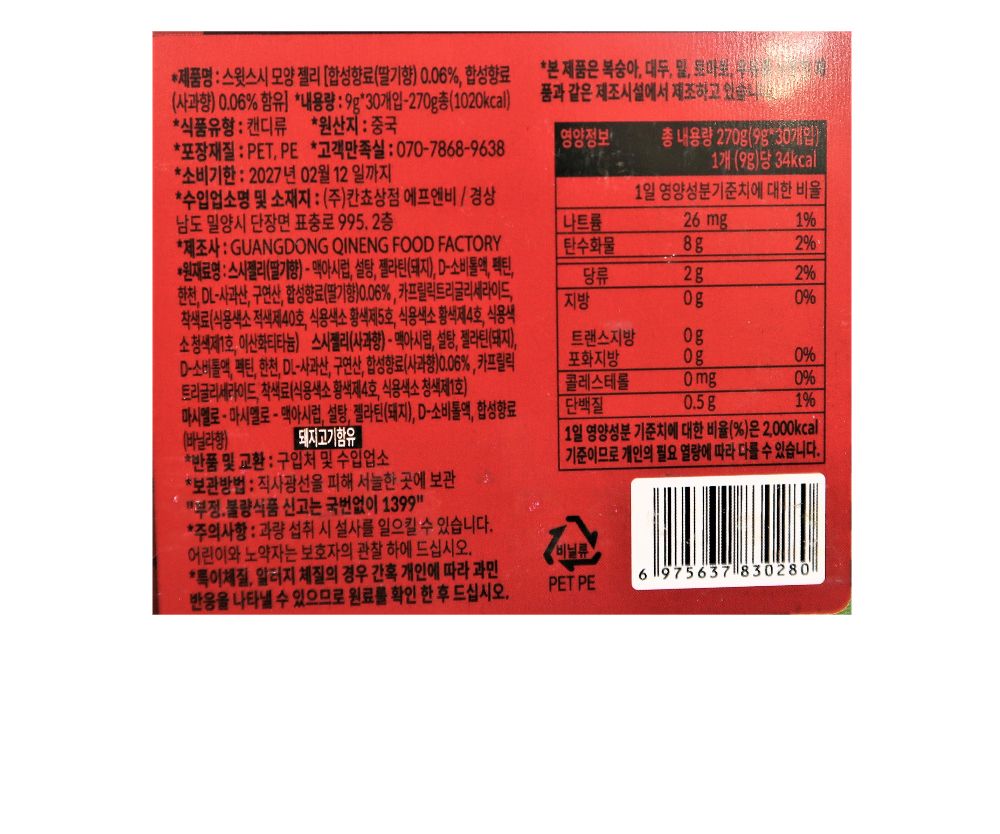 *제품명 : 스윗스시 모양 젤리 [합성향료(딸기향) 0.06%, 합성향료
(사과향) 0.06% 함유] *내용량 : 9g*30개입-270g총(1020kcal)
*식품유형 : 캔디류 *원산지 : 중국
*포장재질 : PET, PE *고객만족실 : 070-7868-9638
*소비기한 : 2027년 02월 12일까지
*수입업소명 및 소재지 : (주)칸쵸상점 에프엔비 / 경상
남도 밀양시 단장면 표충로 995, 2층
*제조사 : GUANGDONG QINENG FOOD FACTORY
*원재료명 : 스시젤리(딸기향) - 맥아시럽, 설탕, 젤라틴(돼지), D-소비톨액, 펙틴,
한천, DL-사과산, 구연산, 합성향료(딸기향)0.06% , 카프릴릭트리글리세라이드,
착색료(식용색소 적색제40호, 식용색소 황색제5호, 식용색소 황색제4호, 식용색
소 청색제1호, 이산화티타늄) 스시젤리(사과향) - 맥아시럽, 설탕, 젤라틴(돼지),
D-소비톨액, 펙틴, 한천, DL-사과산, 구연산, 합성향료(사과향)0.06% , 카프릴릭
트리글리세라이드, 착색료(식용색소 황색제4호, 식용색소 청색제1호)
마시멜로 - 마시멜로 - 맥아시럽, 설탕, 젤라틴(돼지), D-소비톨액, 합성향료
(바닐라향) 돼지고기함유
*반품 및 교환 : 구입처 및 수입업소
*보관방법 : 직사광선을 피해 서늘한 곳에 보관
"부정.불량식품 신고는 국번없이 1399"
*주의사항 : 과량 섭취 시 설사를 일으킬 수 있습니다.
어린이와 노약자는 보호자의 관찰 하에 드십시오.
*특이체질, 알러지 체질의 경우 간혹 개인에 따라 과민
반응을 나타낼 수 있으므로 원료를 확인 한 후 드십시오.
*본 제품은 복숭아, 대두, 밀, 토마토, 우유
품과 같은 제조시설에서 제조하고 있습니
영양정보 총 내용량 270g(9g*30개입)
1개 (9g)당 34kcal
1일 영양성분기준치에 대한 비율
나트륨 26 mg 1%
탄수화물 8 g 2%
당류 2 g 2%
지방 0 g 0%
트랜스지방 0 g
포화지방 0 g 0%
콜레스테롤 0 mg 0%
단백질 0.5 g 1%
1일 영양성분 기준치에 대한 비율(%)은 2,000kcal
기준이므로 개인의 필요 열량에 따라 다를 수 있습니다.
비닐류
PET PE
6 975637 830280